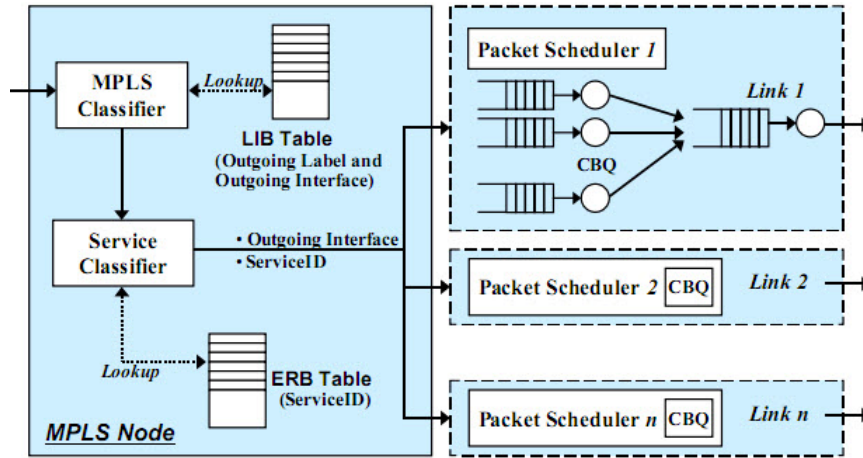 MPLS
Classifier
Lookup
LIB Table
(Outgoing Label and
Outgoing Interface)
Service
Classifier
• Outgoing Interface
• ServiceID
Lookup
ERB Table
(ServiceID)
MPLS Node
Packet Scheduler 1
Link 1
CBQ
Packet Scheduler 2
CBQ
Link 2
Packet Scheduler n
CBQ
Link n